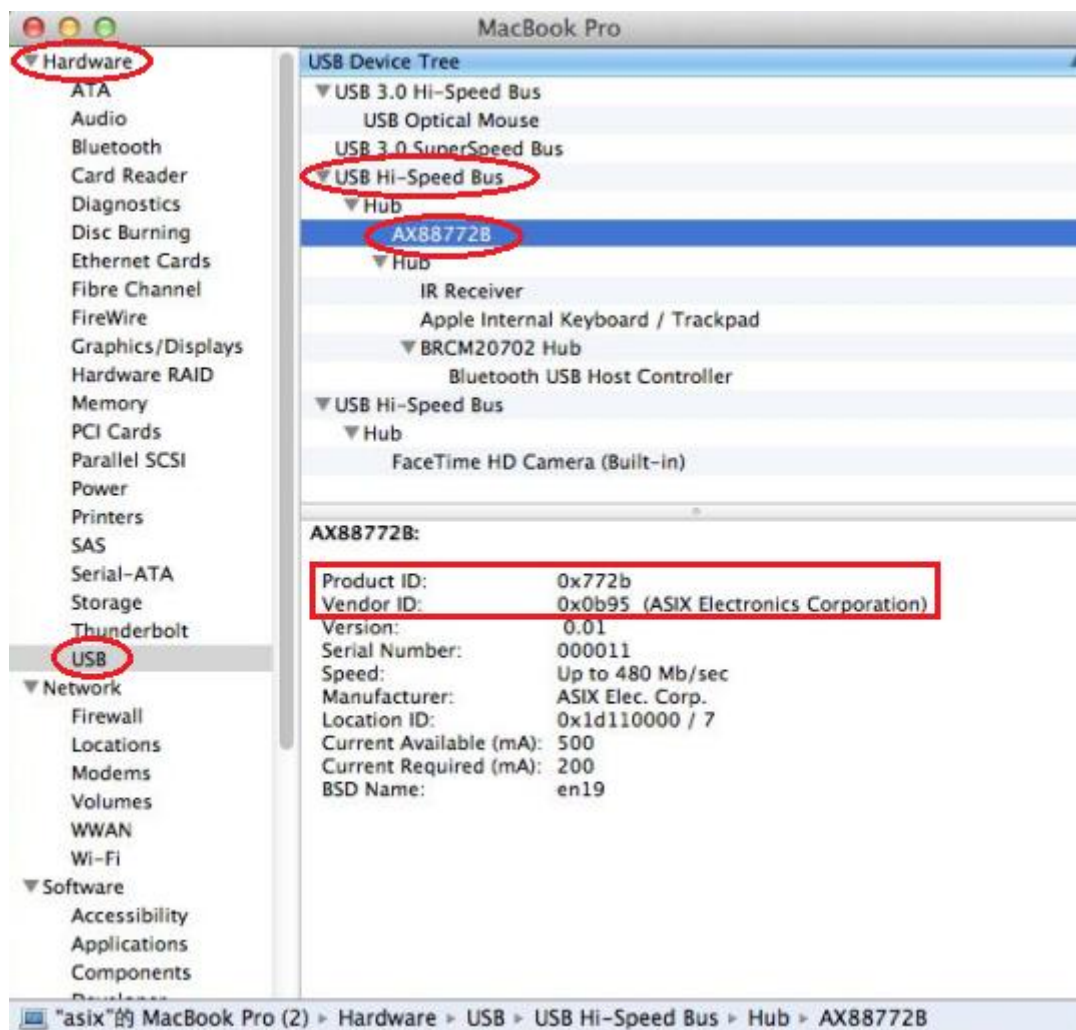 MacBook Pro
Hardware
ATA
Audio
Bluetooth
Card Reader
Diagnostics
Disc Burning
Ethernet Cards
Fibre Channel
FireWire
Graphics/Displays
Hardware RAID
Memory
PCI Cards
Parallel SCSI
Power
Printers
SAS
Serial-ATA
Storage
Thunderbolt
USB
Network
Firewall
Locations
Modems
Volumes
WWAN
Wi-Fi
Software
Accessibility
Applications
Components
USB Device Tree
USB 3.0 Hi-Speed Bus
USB Optical Mouse
USB 3.0 SuperSpeed Bus
USB Hi-Speed Bus
Hub
AX88772B
Hub
IR Receiver
Apple Internal Keyboard / Trackpad
BRCM20702 Hub
Bluetooth USB Host Controller
USB Hi-Speed Bus
Hub
FaceTime HD Camera (Built-in)
AX88772B:
Product ID: 0x772b
Vendor ID: 0x0b95 (ASIX Electronics Corporation)
Version: 0.01
Serial Number: 000011
Speed: Up to 480 Mb/sec
Manufacturer: ASIX Elec. Corp.
Location ID: 0x1d110000 / 7
Current Available (mA): 500
Current Required (mA): 200
BSD Name: en19
"asix"的 MacBook Pro (2) ▸ Hardware ▸ USB ▸ USB Hi-Speed Bus ▸ Hub ▸ AX88772B